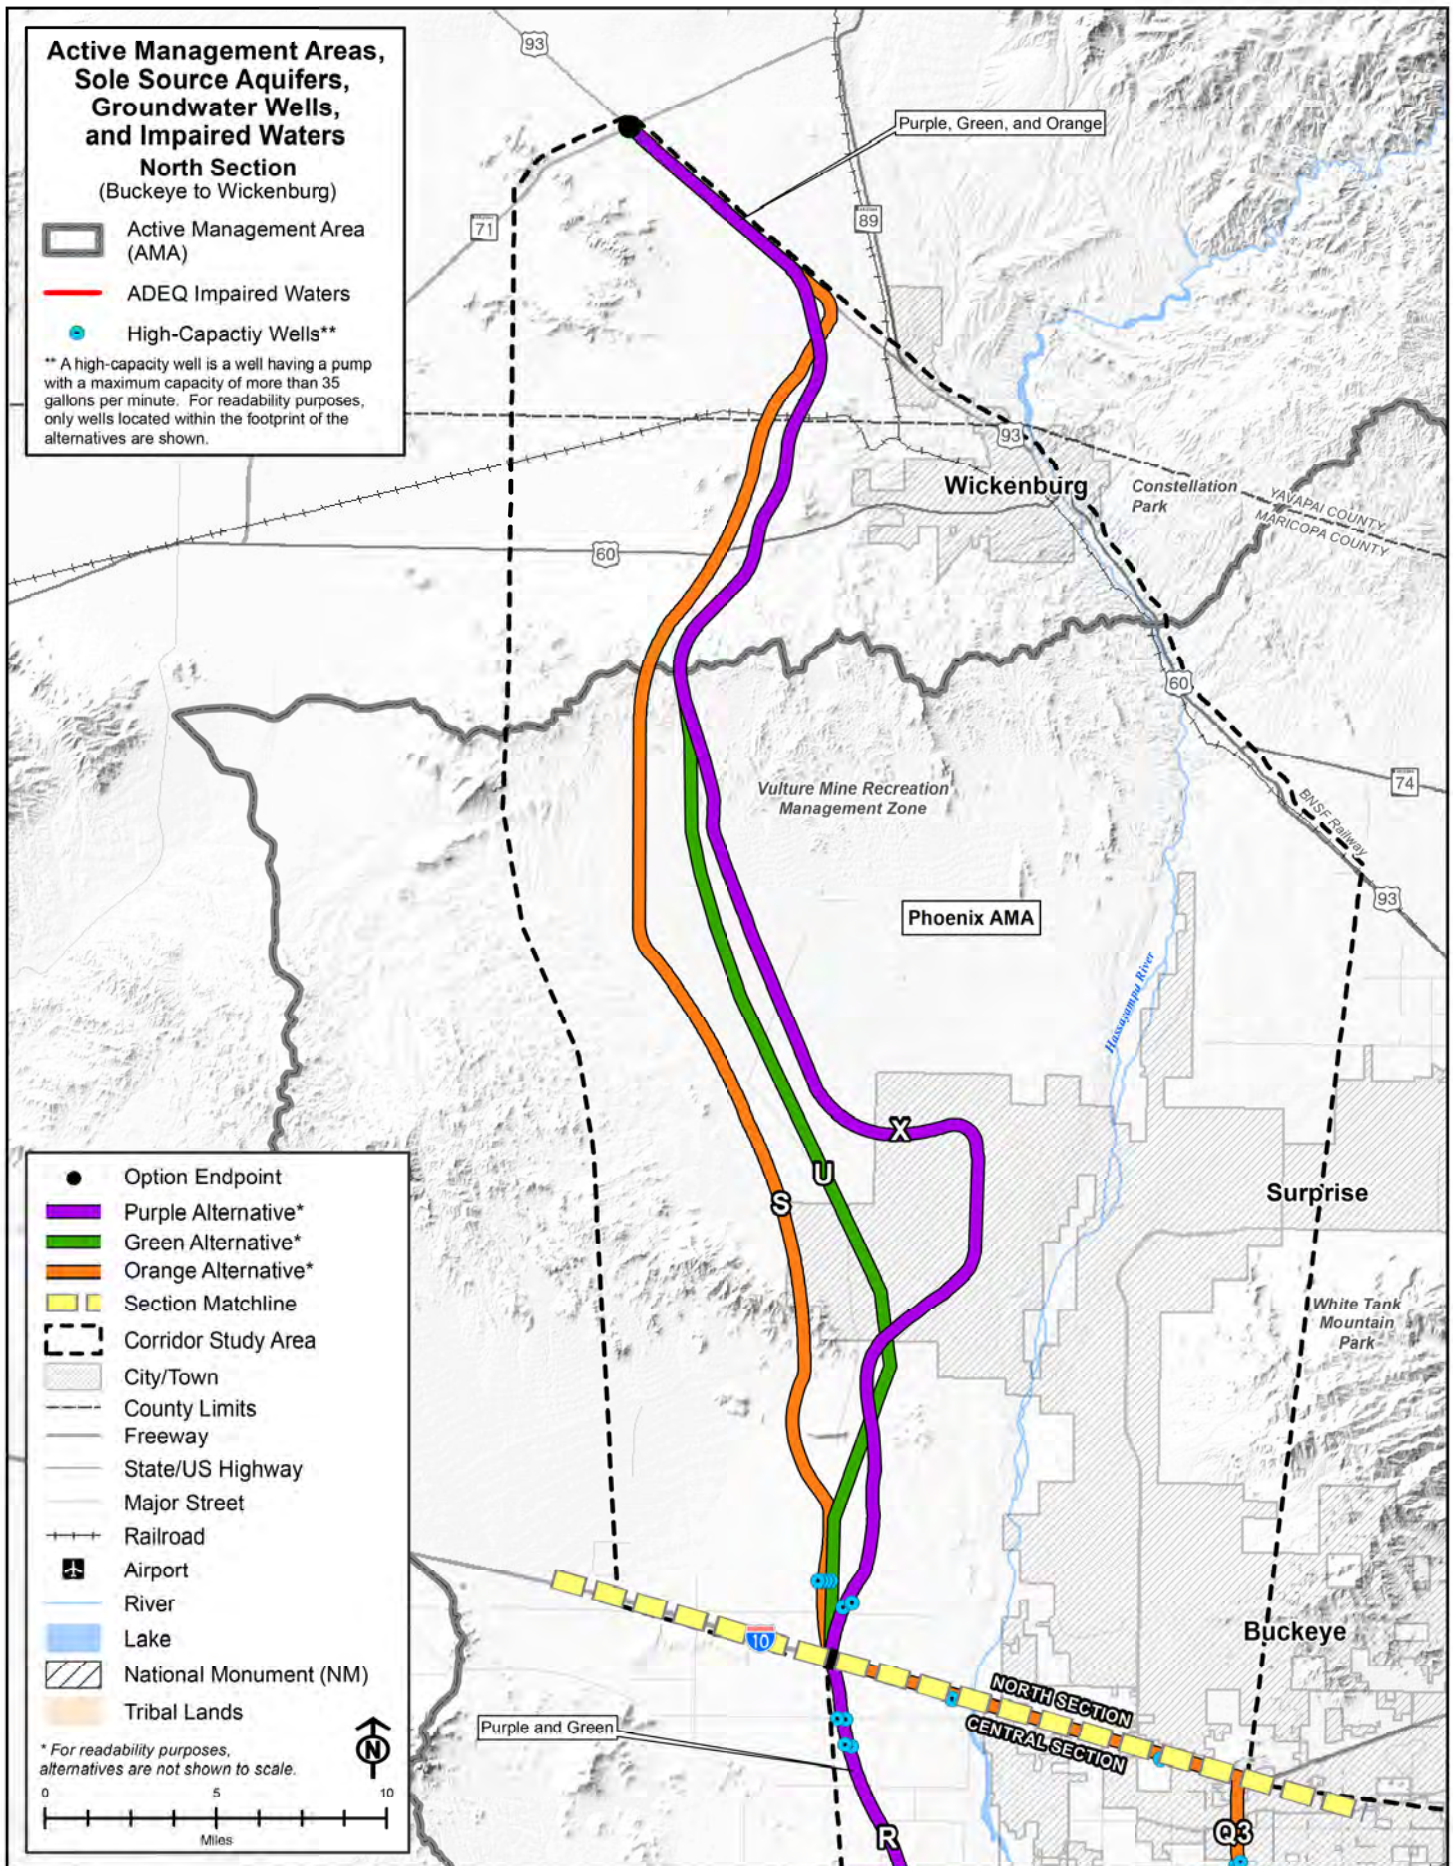 Active Management Areas,
Sole Source Aquifers,
Groundwater Wells,
and Impaired Waters
North Section
(Buckeye to Wickenburg)
Active Management Area
(AMA)
ADEQ Impaired Waters
High-Capactiy Wells**
** A high-capacity well is a well having a pump
with a maximum capacity of more than 35
gallons per minute. For readability purposes,
only wells located within the footprint of the
alternatives are shown.
93
Purple, Green, and Orange
71
89
93
Wickenburg
Constellation
Park
YAVAPAI COUNTY
MARICOPA COUNTY
60
60
Vulture Mine Recreation
Management Zone
74
BNSF Railway
93
Phoenix AMA
Hassayampa River
X
U
S
Surprise
White Tank
Mountain
Park
Option Endpoint
Purple Alternative*
Green Alternative*
Orange Alternative*
Section Matchline
Corridor Study Area
City/Town
County Limits
Freeway
State/US Highway
Major Street
Railroad
Airport
River
Lake
National Monument (NM)
Tribal Lands
* For readability purposes,
alternatives are not shown to scale.
N
0 5 10
Miles
10
Buckeye
NORTH SECTION
CENTRAL SECTION
Purple and Green
R
Q3